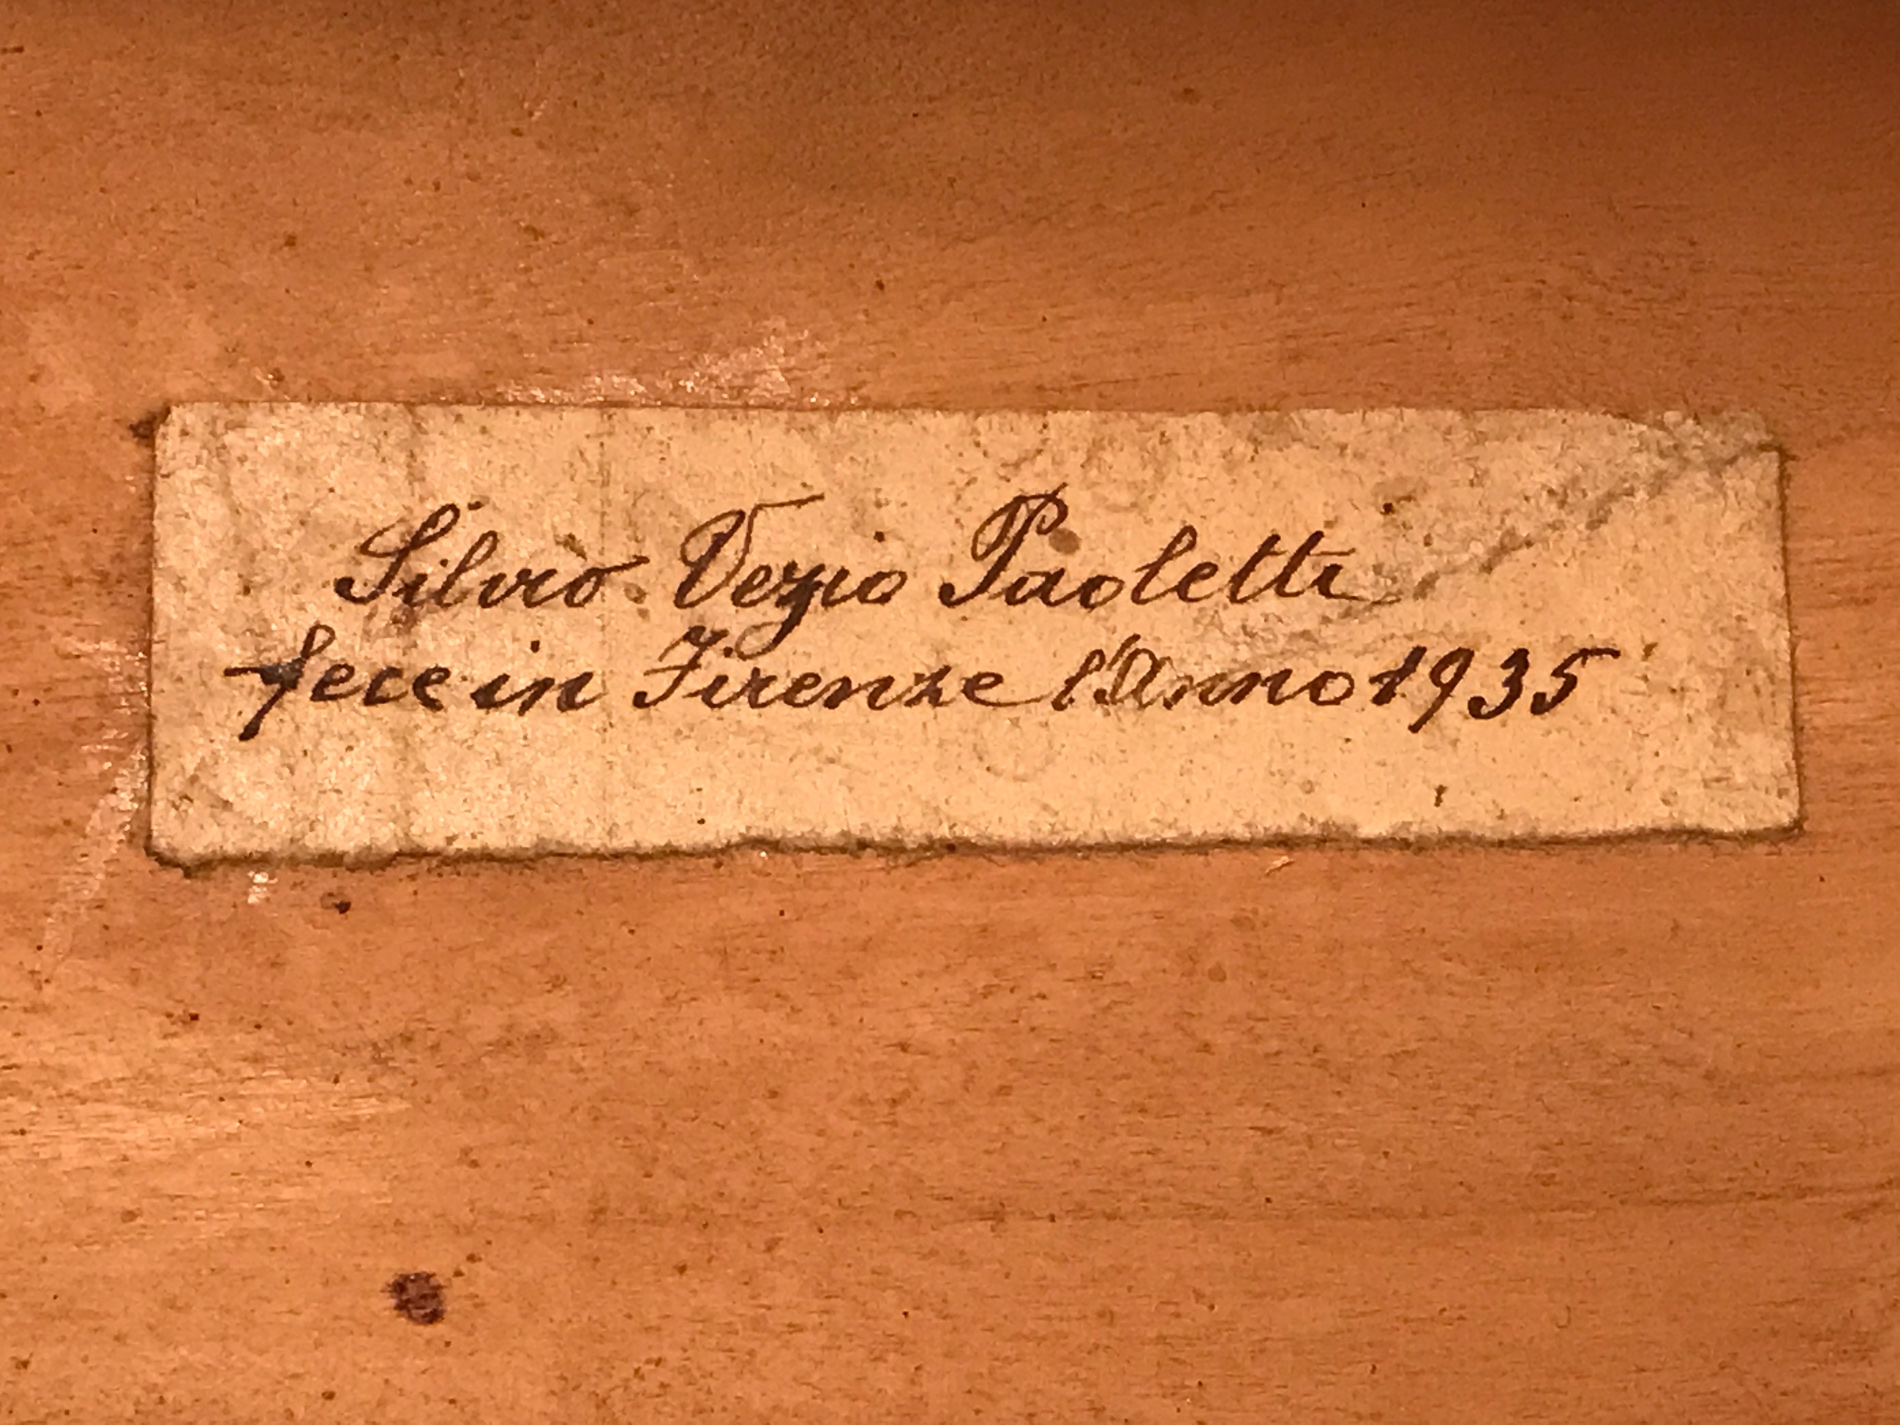 Silvio Vezio Paoletti
fece in Firenze l'Anno 1935